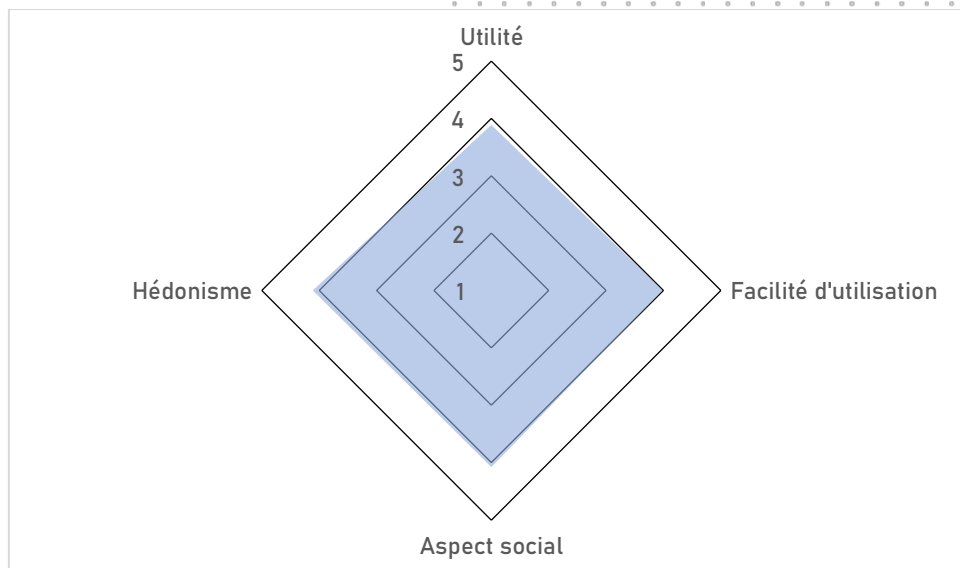 Utilité
5
4
3
2
Hédonisme
1
Facilité d'utilisation
Aspect social